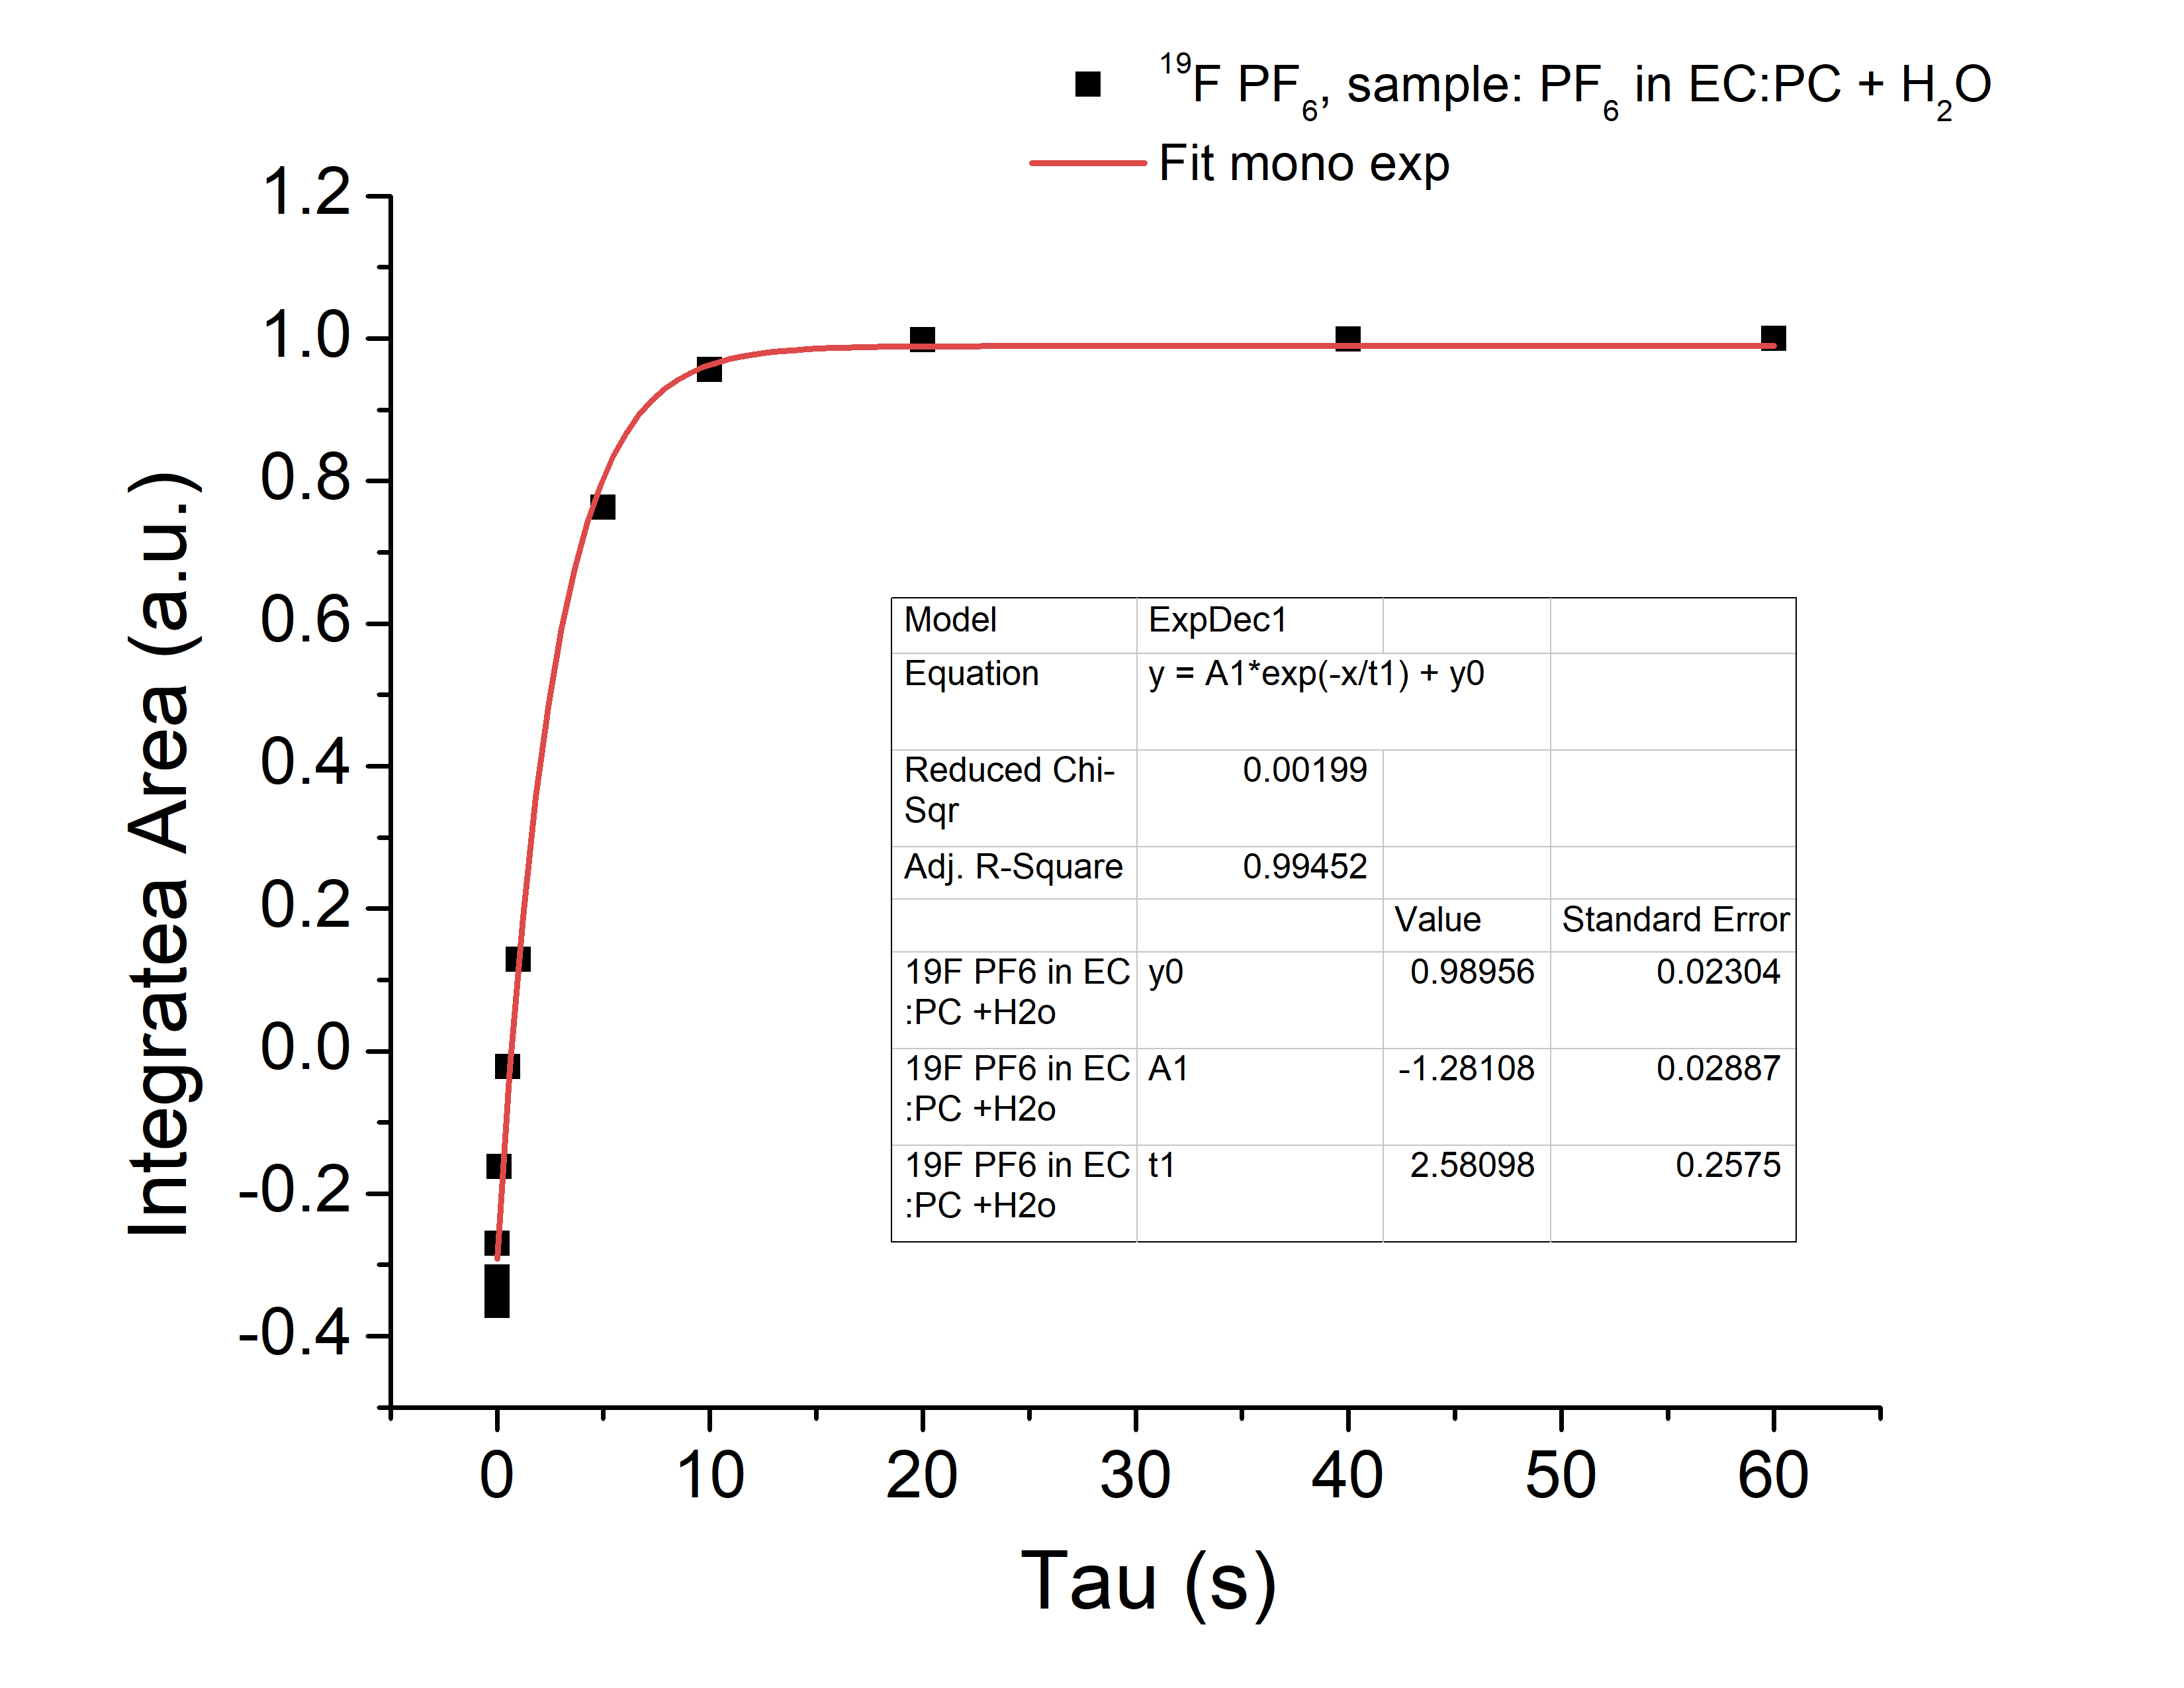 ¹⁹F PF₆, sample: PF₆ in EC:PC + H₂O
Fit mono exp
1.2
1.0
0.8
0.6
0.4
0.2
0.0
-0.2
-0.4
Integratea Area (a.u.)
Model ExpDec1
Equation y = A1*exp(-x/t1) + y0
Reduced Chi-
Sqr 0.00199
Adj. R-Square 0.99452
Value Standard Error
19F PF6 in EC y0 0.98956 0.02304
:PC +H2o
19F PF6 in EC A1 -1.28108 0.02887
:PC +H2o
19F PF6 in EC t1 2.58098 0.2575
:PC +H2o
0 10 20 30 40 50 60
Tau (s)